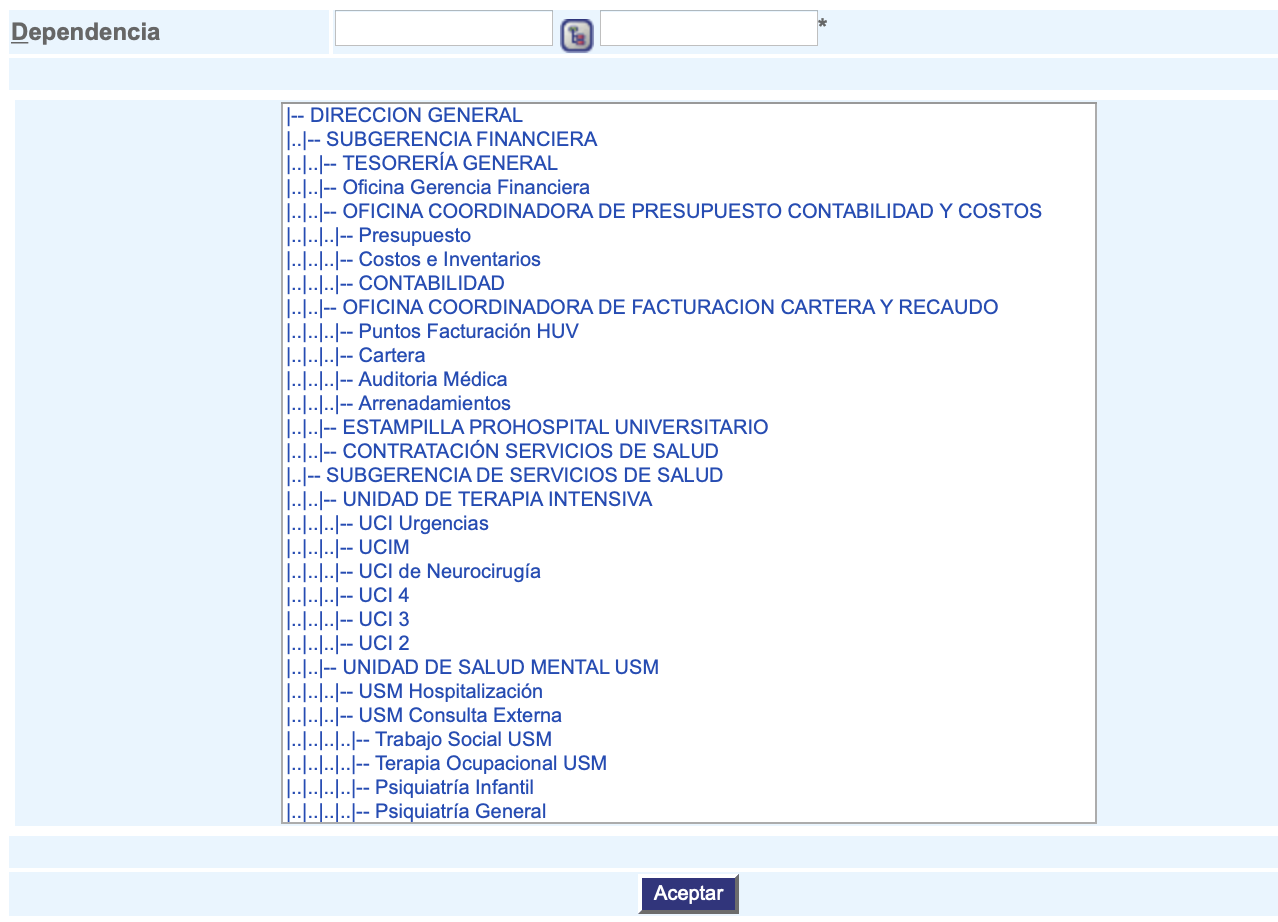 Dependencia *
|-- DIRECCION GENERAL
|..|-- SUBGERENCIA FINANCIERA
|..|..|-- TESORERÍA GENERAL
|..|..|-- Oficina Gerencia Financiera
|..|..|-- OFICINA COORDINADORA DE PRESUPUESTO CONTABILIDAD Y COSTOS
|..|..|..|-- Presupuesto
|..|..|..|-- Costos e Inventarios
|..|..|..|-- CONTABILIDAD
|..|..|-- OFICINA COORDINADORA DE FACTURACION CARTERA Y RECAUDO
|..|..|..|-- Puntos Facturación HUV
|..|..|..|-- Cartera
|..|..|..|-- Auditoria Médica
|..|..|..|-- Arrenadamientos
|..|..|-- ESTAMPILLA PROHOSPITAL UNIVERSITARIO
|..|..|-- CONTRATACIÓN SERVICIOS DE SALUD
|..|-- SUBGERENCIA DE SERVICIOS DE SALUD
|..|..|-- UNIDAD DE TERAPIA INTENSIVA
|..|..|..|-- UCI Urgencias
|..|..|..|-- UCIM
|..|..|..|-- UCI de Neurocirugía
|..|..|..|-- UCI 4
|..|..|..|-- UCI 3
|..|..|..|-- UCI 2
|..|..|-- UNIDAD DE SALUD MENTAL USM
|..|..|..|-- USM Hospitalización
|..|..|..|-- USM Consulta Externa
|..|..|..|..|-- Trabajo Social USM
|..|..|..|..|-- Terapia Ocupacional USM
|..|..|..|..|-- Psiquiatría Infantil
|..|..|..|..|-- Psiquiatría General
Aceptar